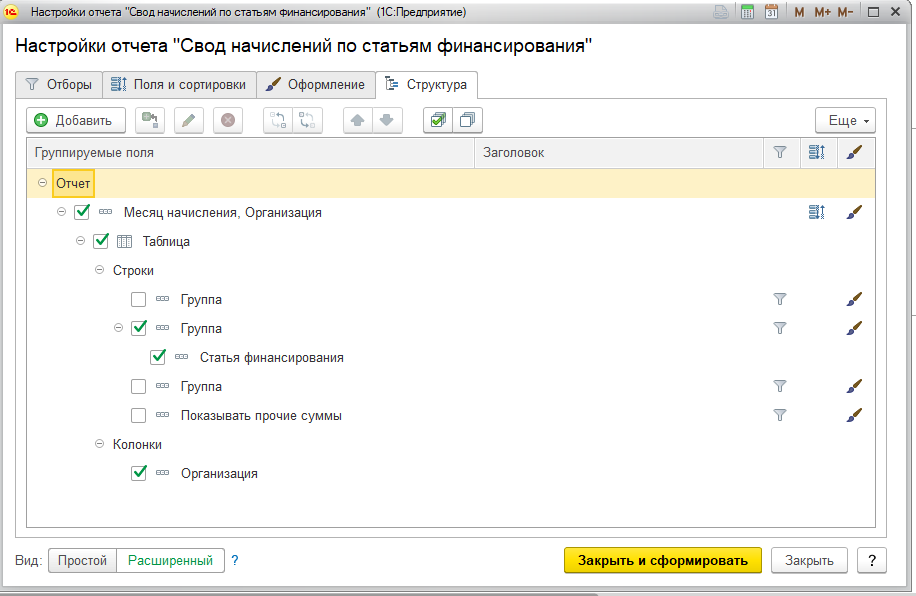 Настройки отчета "Свод начислений по статьям финансирования" (1С:Предприятие)
31 M M+ M-
Настройки отчета "Свод начислений по статьям финансирования"
Отборы Поля и сортировки Оформление Структура
Добавить Еще
Группируемые поля Заголовок
Отчет
Месяц начисления, Организация
Таблица
Строки
Группа
Группа
Статья финансирования
Группа
Показывать прочие суммы
Колонки
Организация
Вид: Простой Расширенный ? Закрыть и сформировать Закрыть ?